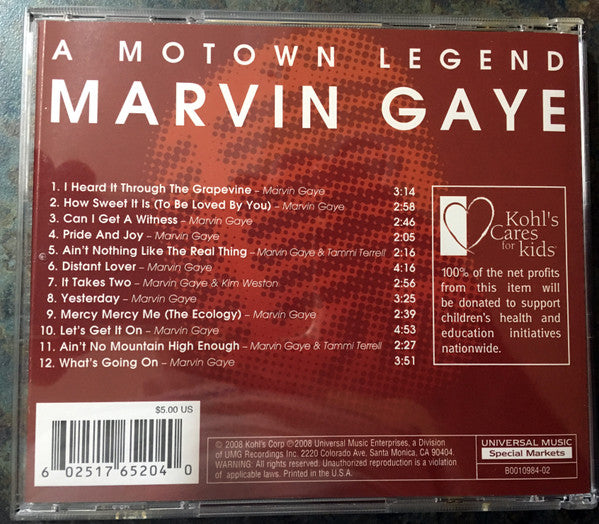 A MOTOWN LEGEND
MARVIN GAYE
1. I Heard It Through The Grapevine – Marvin Gaye 3:14
2. How Sweet It Is (To Be Loved By You) – Marvin Gaye 2:58
3. Can I Get A Witness – Marvin Gaye 2:46
4. Pride And Joy – Marvin Gaye 2:05
5. Ain't Nothing Like The Real Thing – Marvin Gaye & Tammi Terrell 2:16
6. Distant Lover – Marvin Gaye 4:16
7. It Takes Two – Marvin Gaye & Kim Weston 2:56
8. Yesterday – Marvin Gaye 3:25
9. Mercy Mercy Me (The Ecology) – Marvin Gaye 2:39
10. Let's Get It On – Marvin Gaye 4:53
11. Ain't No Mountain High Enough – Marvin Gaye & Tammi Terrell 2:27
12. What's Going On – Marvin Gaye 3:51
Kohl's
Cares
for
kids
100% of the net profits
from this item will
be donated to support
children's health and
education initiatives
nationwide.
$5.00 US
6 02517 65204 0
© 2008 Kohl's Corp ℗ 2008 Universal Music Enterprises, a Division
of UMG Recordings Inc. 2220 Colorado Ave, Santa Monica, CA 90404.
WARNING: All rights reserved. Unauthorized reproduction is a violation
of applicable laws. Printed in the U.S.A.
UNIVERSAL MUSIC
Special Markets
B0010984-02